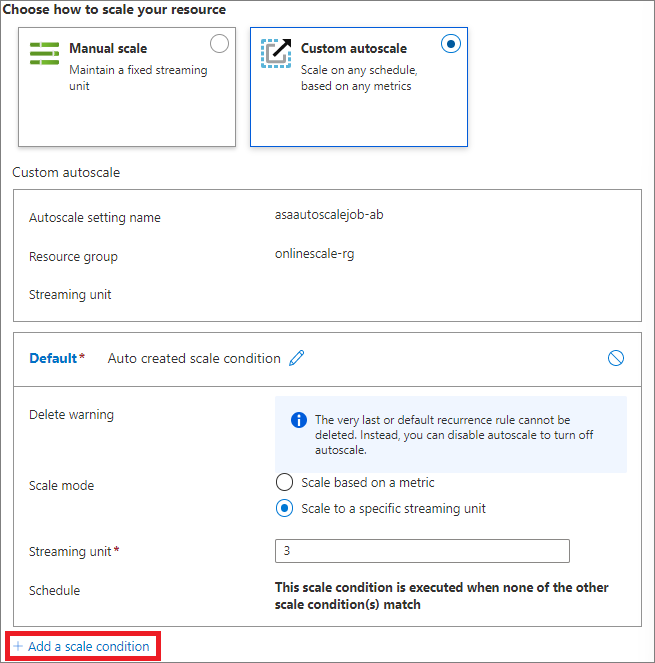 Choose how to scale your resource
Manual scale
Maintain a fixed streaming
unit
Custom autoscale
Scale on any schedule,
based on any metrics
Custom autoscale
Autoscale setting name
asaautoscalejob-ab
Resource group
onlinescale-rg
Streaming unit
Default* Auto created scale condition
Delete warning
The very last or default recurrence rule cannot be
deleted. Instead, you can disable autoscale to turn off
autoscale.
Scale mode
Scale based on a metric
Scale to a specific streaming unit
Streaming unit*
3
Schedule
This scale condition is executed when none of the other
scale condition(s) match
+ Add a scale condition